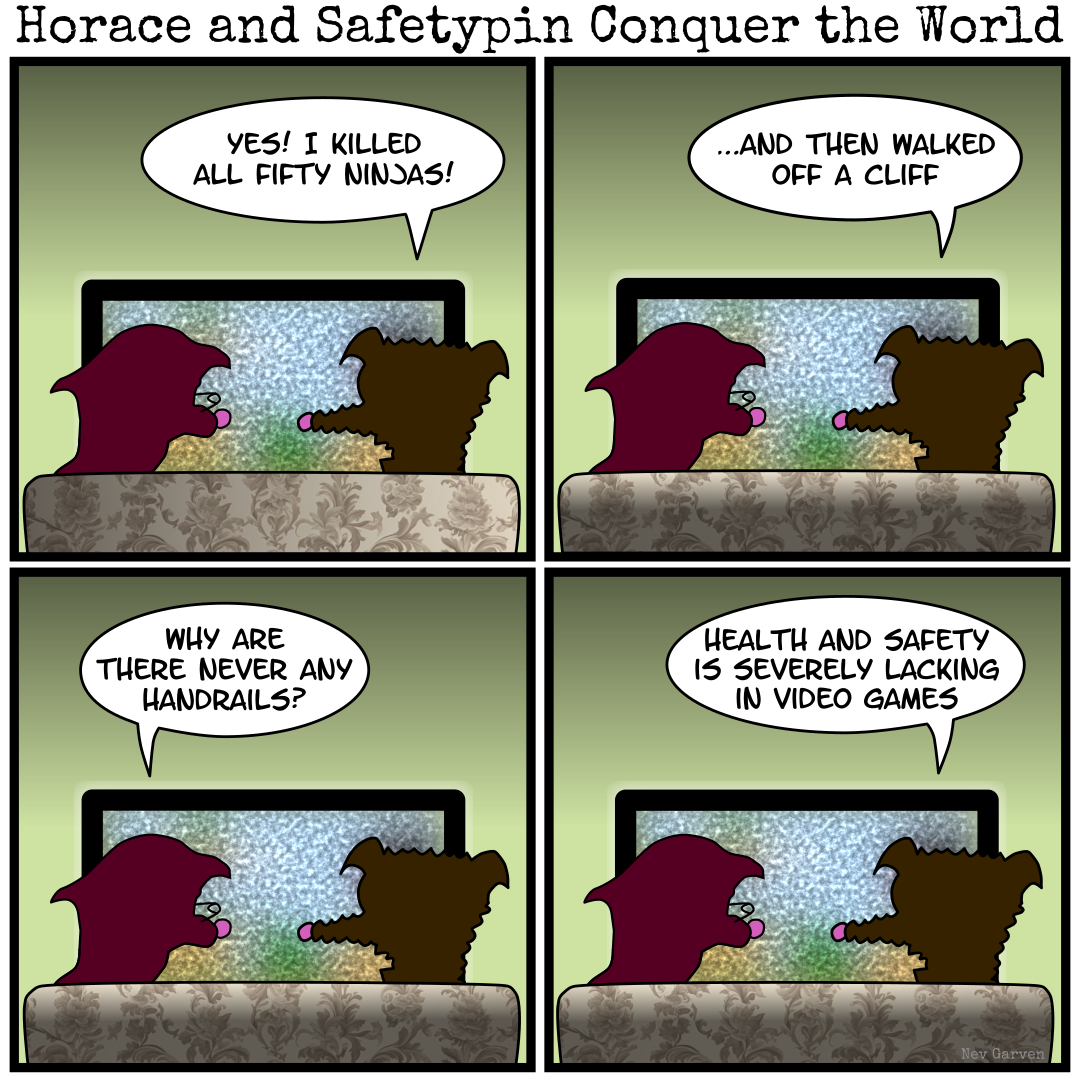 Horace and Safetypin Conquer the World
YES! I KILLED
ALL FIFTY NINJAS!
...AND THEN WALKED
OFF A CLIFF
WHY ARE
THERE NEVER ANY
HANDRAILS?
HEALTH AND SAFETY
IS SEVERELY LACKING
IN VIDEO GAMES
Nev Garven